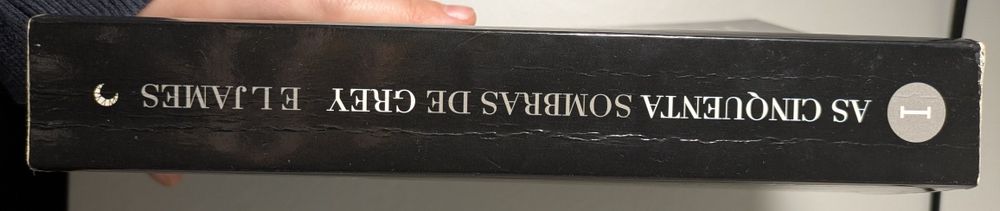 I AS CINQUENTA SOMBRAS DE GREY E L JAMES